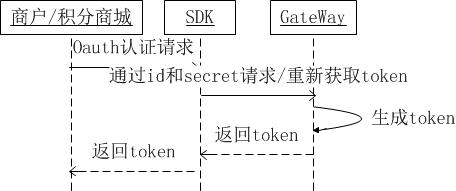 商户/积分商城
SDK
GateWay
Oauth认证请求
通过id和secret请求/重新获取token
生成token
返回token
返回token